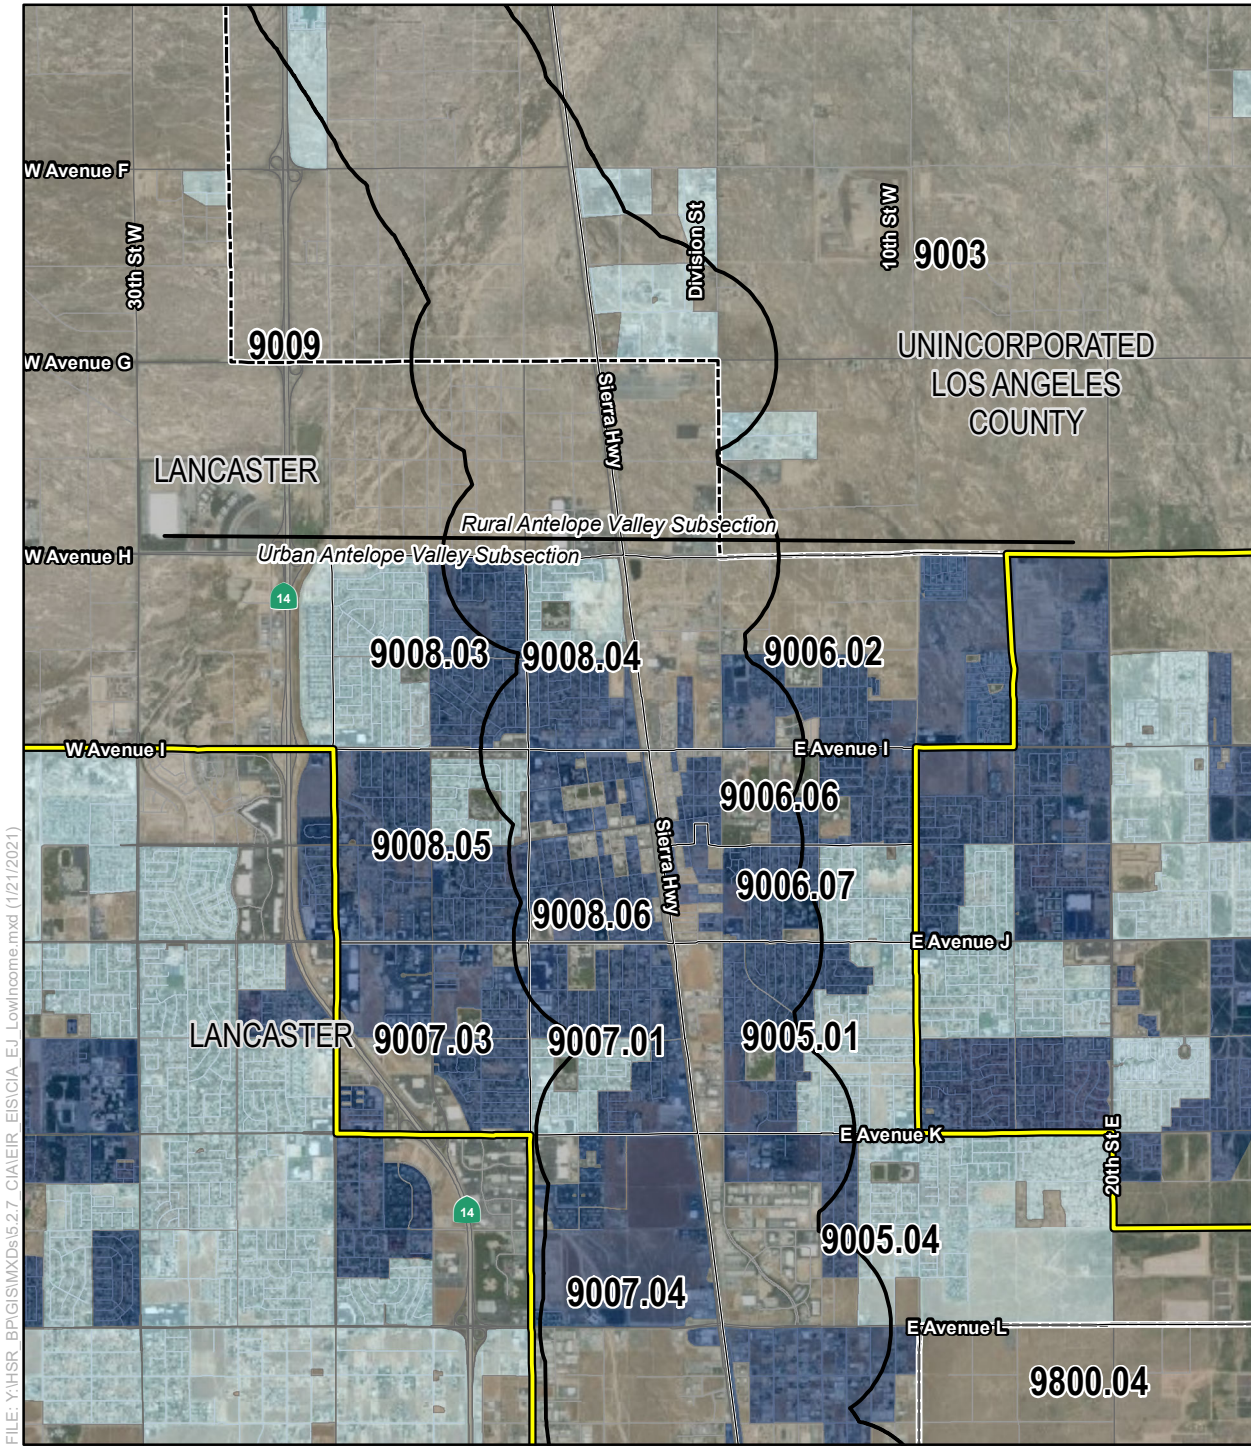 W Avenue F
30th St W
Division St
10th St W
9003
9009
W Avenue G
UNINCORPORATED
LOS ANGELES
COUNTY
Sierra Hwy
LANCASTER
Rural Antelope Valley Subsection
W Avenue H
Urban Antelope Valley Subsection
14
9008.03
9008.04
9006.02
W Avenue I
E Avenue I
9006.06
9008.05
Sierra Hwy
9006.07
9008.06
E Avenue J
LANCASTER
9007.03
9007.01
9005.01
E Avenue K
20th St E
14
9005.04
9007.04
E Avenue L
9800.04
FILE: Y:\HSR_BP\GIS\MXDs\5.2.7_CIA\EIR_EIS\CIA_EJ_LowIncome.mxd (1/21/2021)